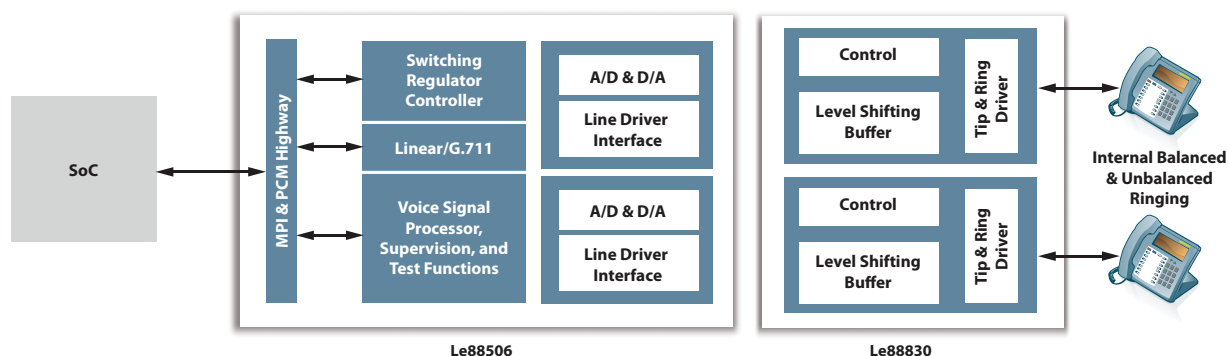 SoC
MPI & PCM Highway
Switching
Regulator
Controller
Linear/G.711
Voice Signal
Processor,
Supervision, and
Test Functions
A/D & D/A
Line Driver
Interface
A/D & D/A
Line Driver
Interface
Le88506
Control
Level Shifting
Buffer
Tip & Ring
Driver
Control
Level Shifting
Buffer
Tip & Ring
Driver
Le88830
Internal Balanced
& Unbalanced
Ringing